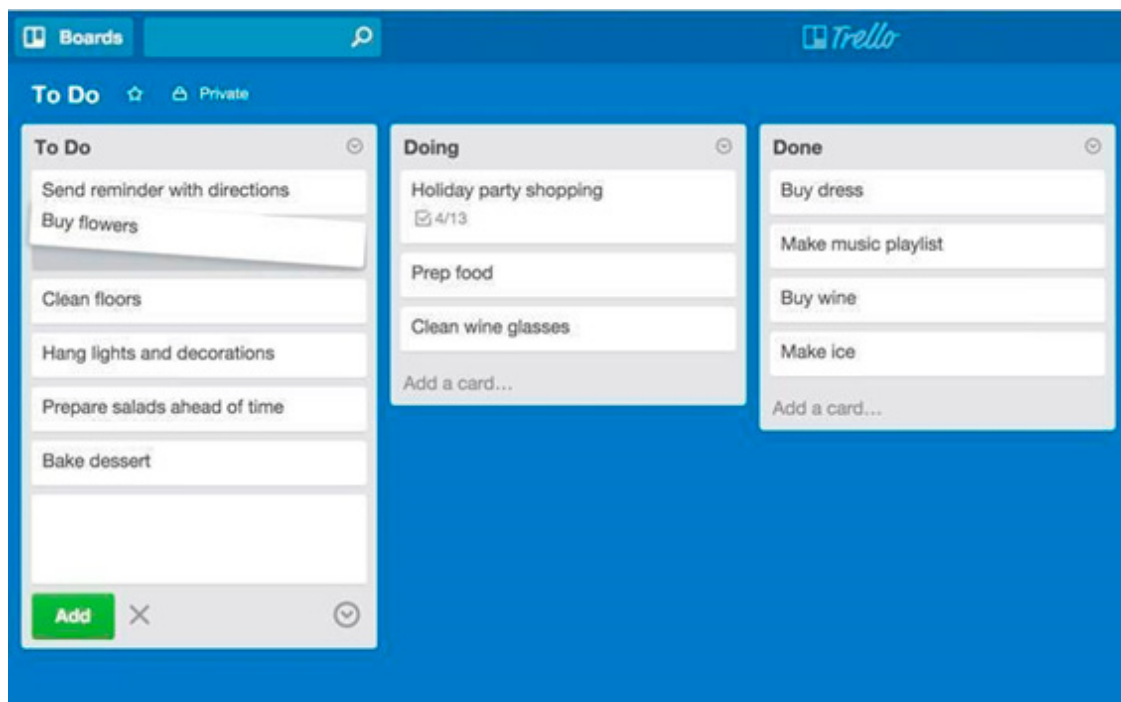 Boards
Trello
To Do Private
To Do
Send reminder with directions
Buy flowers
Clean floors
Hang lights and decorations
Prepare salads ahead of time
Bake dessert
Add
Doing
Holiday party shopping
4/13
Prep food
Clean wine glasses
Add a card...
Done
Buy dress
Make music playlist
Buy wine
Make ice
Add a card...